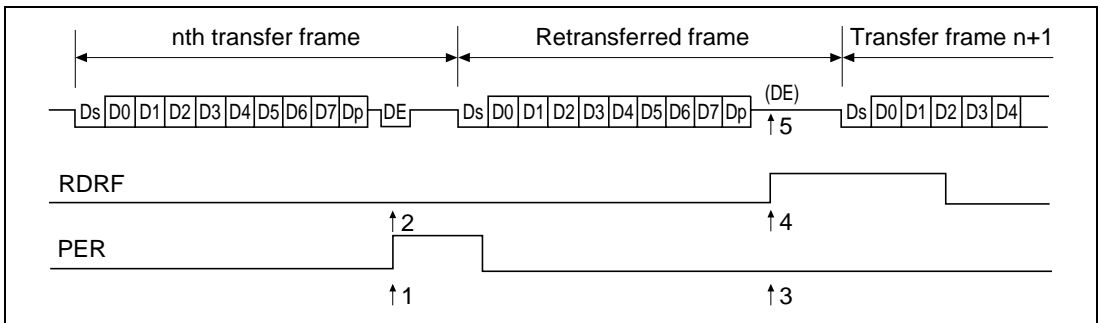 nth transfer frame Retransferred frame Transfer frame n+1
(DE)
Ds D0 D1 D2 D3 D4 D5 D6 D7 Dp DE Ds D0 D1 D2 D3 D4 D5 D6 D7 Dp Ds D0 D1 D2 D3 D4
5
RDRF
2 4
PER
1 3